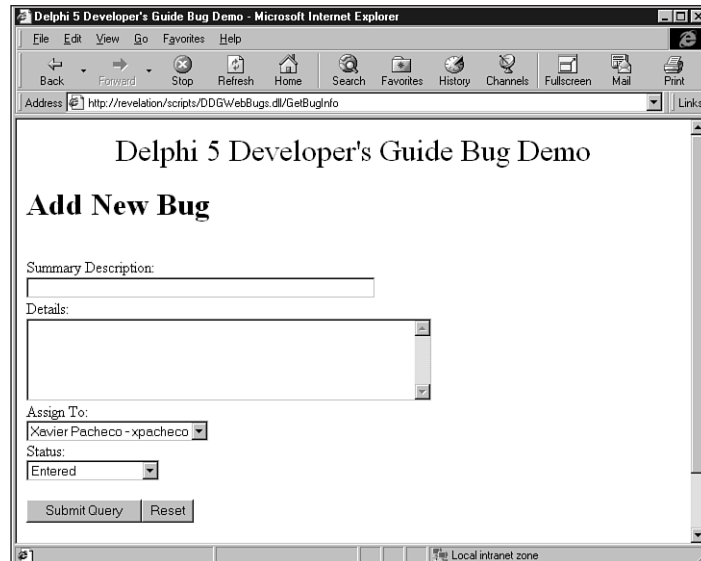 Delphi 5 Developer's Guide Bug Demo - Microsoft Internet Explorer
File Edit View Go Favorites Help
Back Forward Stop Refresh Home Search Favorites History Channels Fullscreen Mail Print
Address http://revelation/scripts/DDGWebBugs.dll/GetBugInfo Links
Delphi 5 Developer's Guide Bug Demo
Add New Bug
Summary Description:
Details:
Assign To:
Xavier Pacheco - xpacheco
Status:
Entered
Submit Query Reset
Local intranet zone